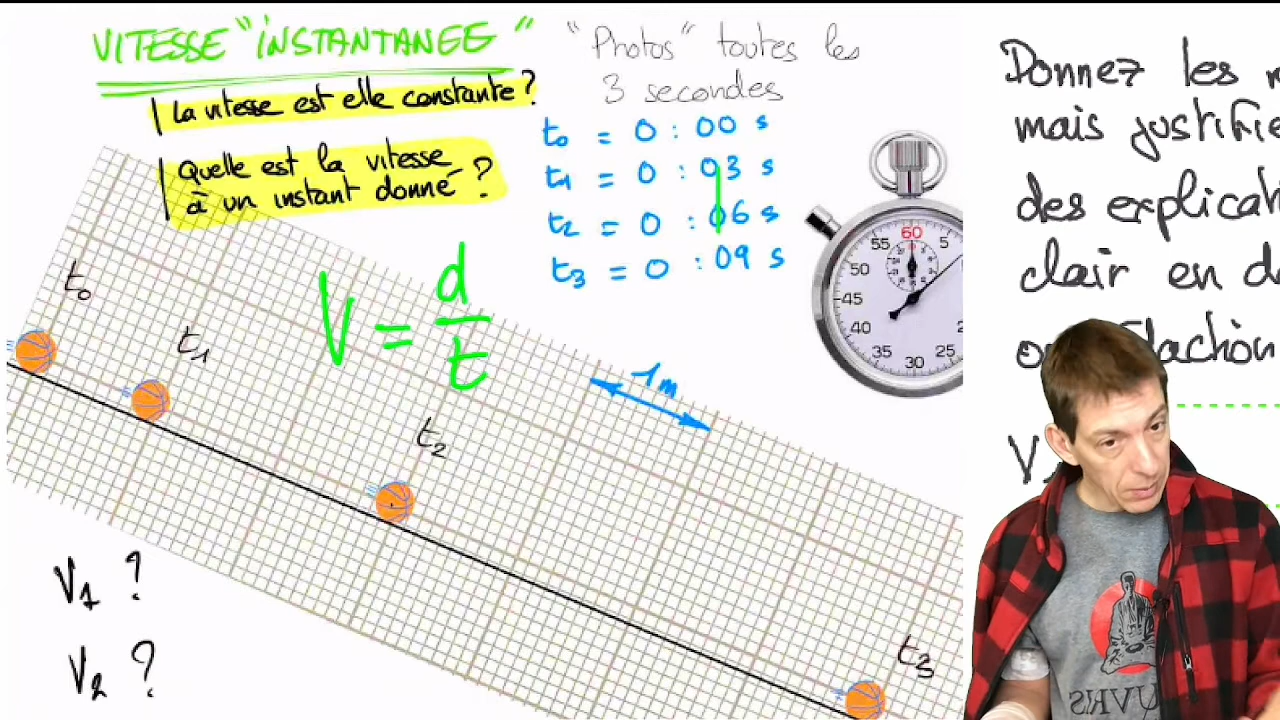 VITESSE "INSTANTANEE"
La vitesse est elle constante ?
Quelle est la vitesse
à un instant donné ?
"Photos" toutes les
3 secondes
t0 = 0 : 00 s
t1 = 0 : 03 s
t2 = 0 : 06 s
t3 = 0 : 09 s
60
5
55
50
45
40
35
30
25
t0
t1
V = d
t
1m
t2
t3
V1 ?
V2 ?
Donnez les
mais
des
clair en
V